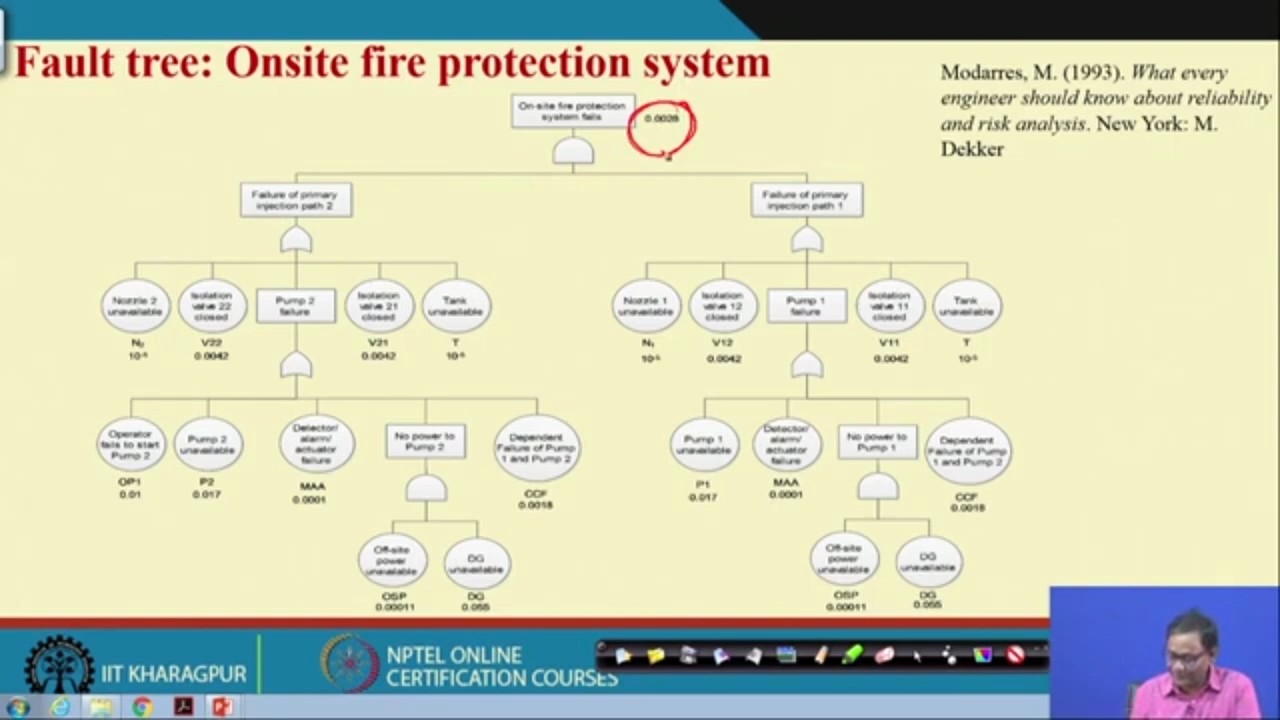 Fault tree: Onsite fire protection system
Modarres, M. (1993). What every
engineer should know about reliability
and risk analysis. New York: M.
Dekker
On-site fire protection
system fails
0.0028
Failure of primary
injection path 2
Failure of primary
injection path 1
Nozzle 2
unavailable
Isolation
valve 22
closed
Pump 2
failure
Isolation
valve 21
closed
Tank
unavailable
Nozzle 1
unavailable
Isolation
valve 12
closed
Pump 1
failure
Isolation
valve 11
closed
Tank
unavailable
N₂
V22
0.0042
V21
0.0042
T
N₁
10⁻⁵
V12
0.0042
V11
0.0042
T
10⁻⁵
Operator
fails to start
Pump 2
Pump 2
unavailable
Detector/
alarm/
actuator
failure
No power to
Pump 2
Dependent
Failure of Pump
1 and Pump 2
Pump 1
unavailable
Detector/
alarm/
actuator
failure
No power to
Pump 1
Dependent
Failure of Pump
1 and Pump 2
OP1
0.01
P2
0.017
MAA
0.0001
CCF
0.0018
P1
0.017
MAA
0.0001
CCF
0.0018
Off-site
power
unavailable
DG
unavailable
Off-site
power
unavailable
DG
unavailable
OSP
0.00011
DG
0.055
OSP
0.00011
DG
0.055
IIT KHARAGPUR
NPTEL ONLINE
CERTIFICATION COURSES